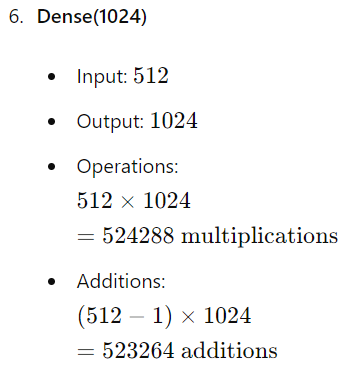 6. Dense(1024)
• Input: 512
• Output: 1024
• Operations:
512 × 1024
= 524288 multiplications
• Additions:
(512 − 1) × 1024
= 523264 additions